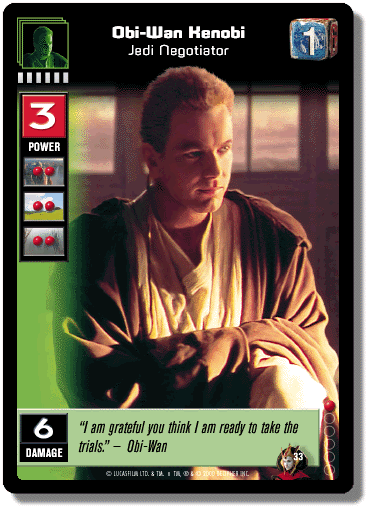 Obi-Wan Kenobi
Jedi Negotiator
1
3
POWER
6
DAMAGE
"I am grateful you think I am ready to take the
trials." – Obi-Wan
33